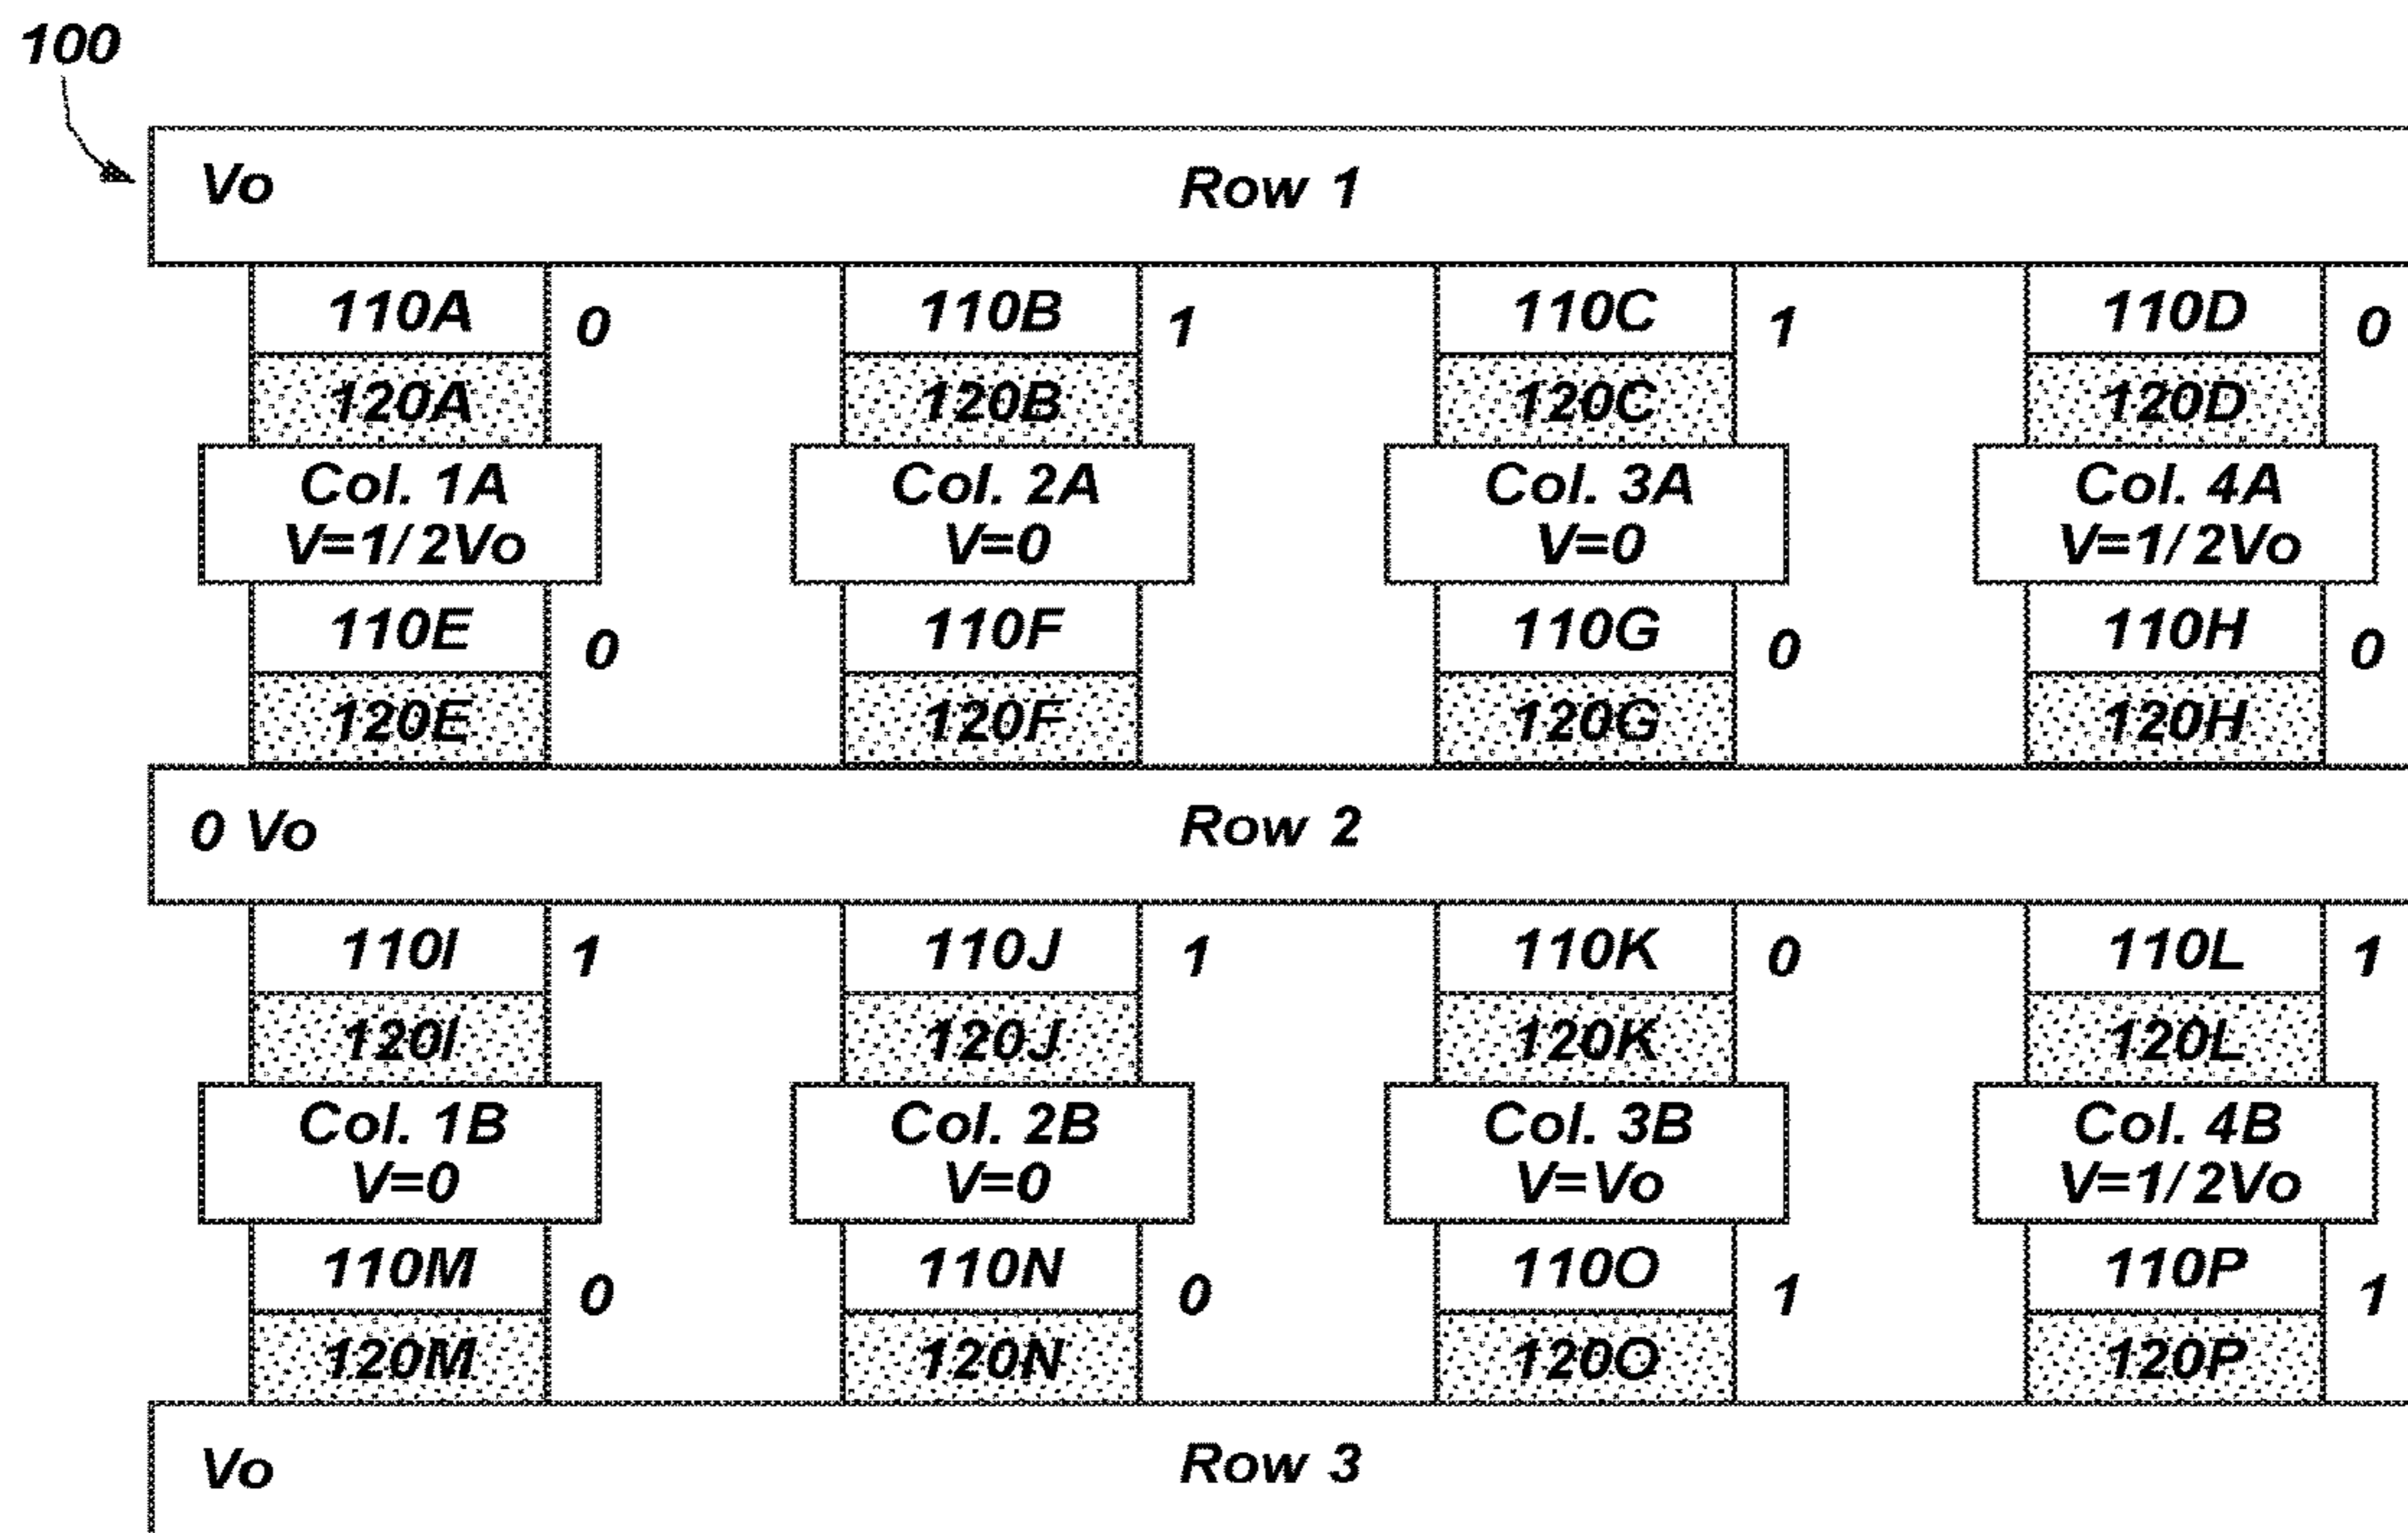 100
Vo Row 1
110A 0 110B 1 110C 1 110D 0
120A 120B 120C 120D
Col. 1A Col. 2A Col. 3A Col. 4A
V=1/2Vo V=0 V=0 V=1/2Vo
110E 0 110F 110G 0 110H 0
120E 120F 120G 120H
0 Vo Row 2
110I 1 110J 1 110K 0 110L 1
120I 120J 120K 120L
Col. 1B Col. 2B Col. 3B Col. 4B
V=0 V=0 V=Vo V=1/2Vo
110M 0 110N 0 110O 1 110P 1
120M 120N 120O 120P
Vo Row 3